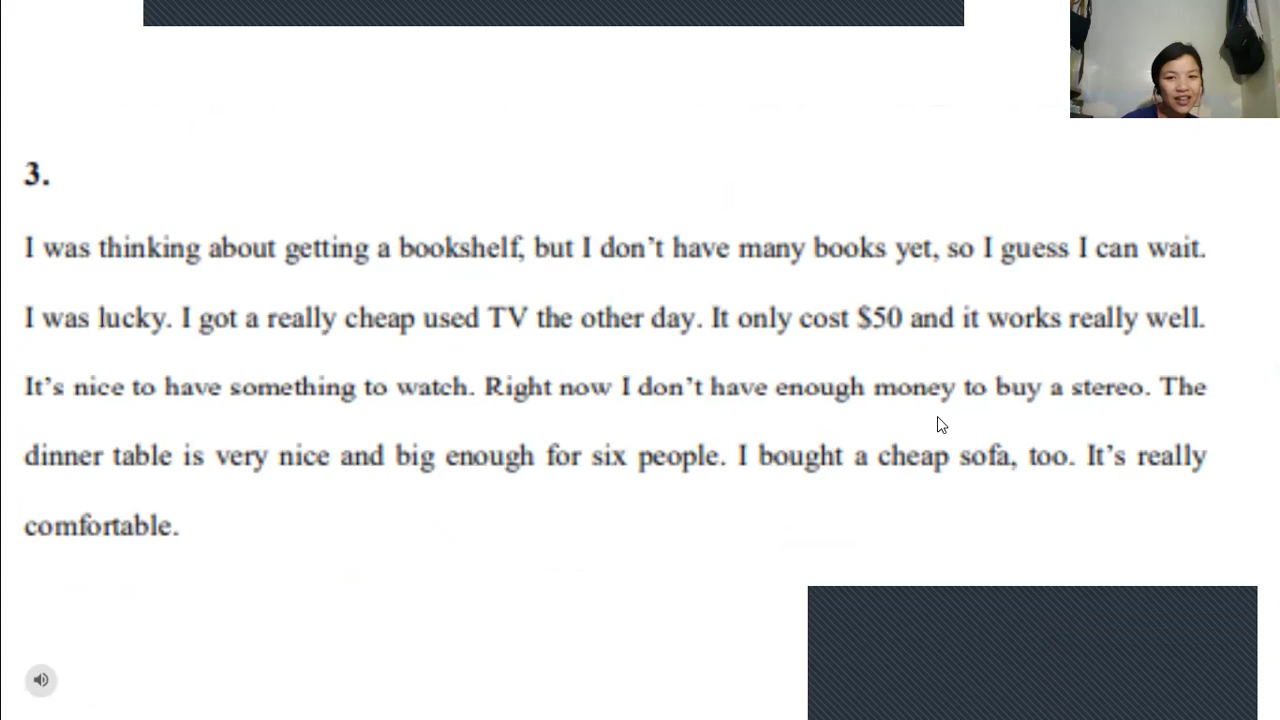 3.
I was thinking about getting a bookshelf, but I don’t have many books yet, so I guess I can wait.
I was lucky. I got a really cheap used TV the other day. It only cost $50 and it works really well.
It’s nice to have something to watch. Right now I don’t have enough money to buy a stereo. The
dinner table is very nice and big enough for six people. I bought a cheap sofa, too. It’s really
comfortable.